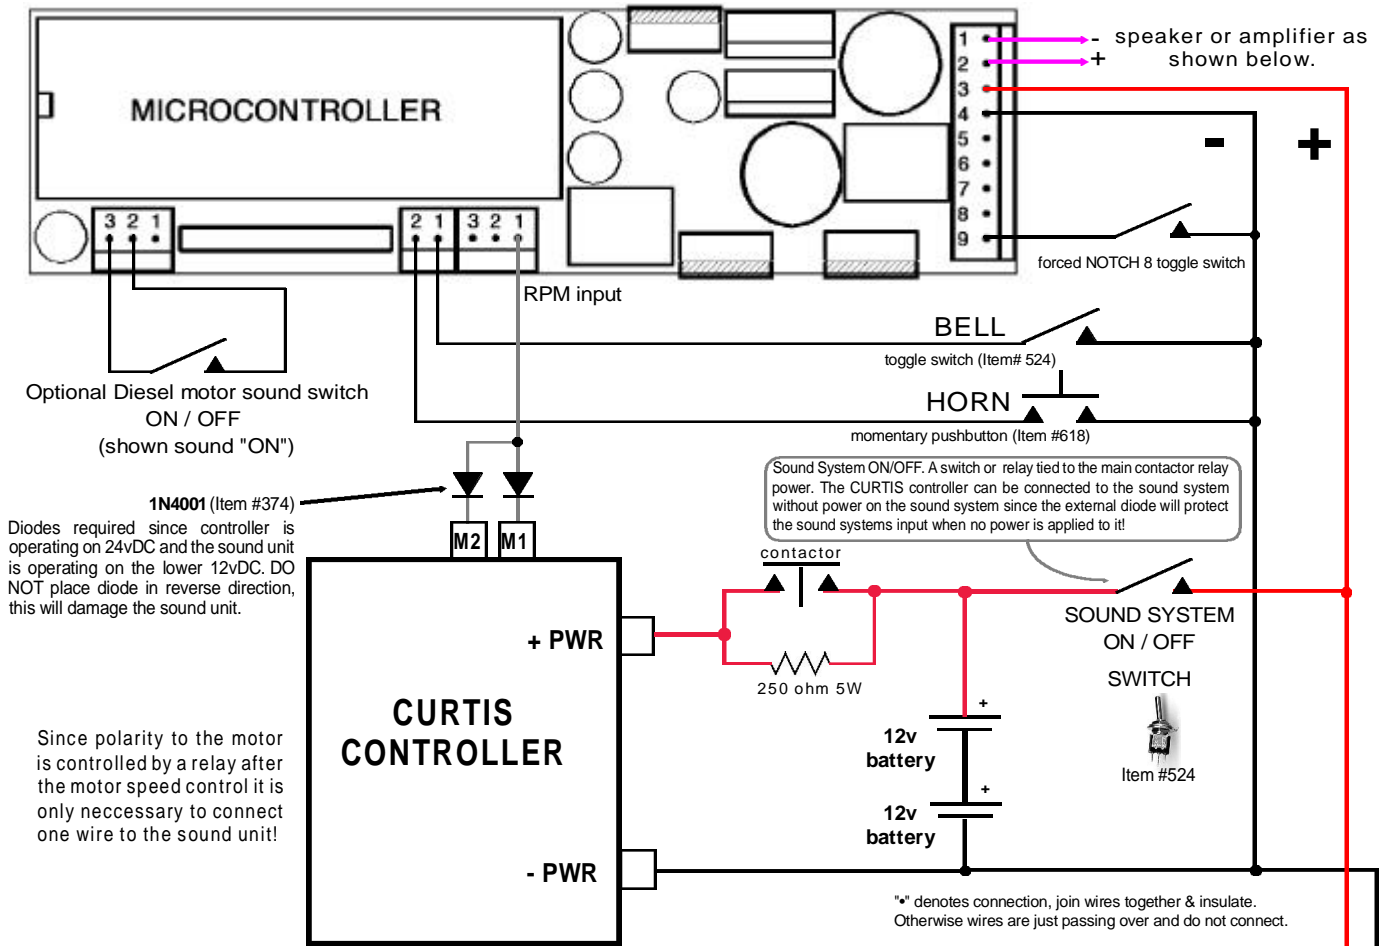 MICROCONTROLLER
1
2
3
4
5
6
7
8
9
- speaker or amplifier as
+ shown below.
- +
3 2 1
2 1 3 2 1
forced NOTCH 8 toggle switch
RPM input
BELL
toggle switch (Item# 524)
Optional Diesel motor sound switch
ON / OFF
(shown sound "ON")
HORN
momentary pushbutton (Item #618)
Sound System ON/OFF. A switch or relay tied to the main contactor relay
power. The CURTIS controller can be connected to the sound system
without power on the sound system since the external diode will protect
the sound systems input when no power is applied to it!
1N4001 (Item #374)
Diodes required since controller is
operating on 24vDC and the sound unit
is operating on the lower 12vDC. DO
NOT place diode in reverse direction,
this will damage the sound unit.
M2 M1
contactor
+ PWR
250 ohm 5W
SOUND SYSTEM
ON / OFF
SWITCH
Item #524
CURTIS
CONTROLLER
Since polarity to the motor
is controlled by a relay after
the motor speed control it is
only neccessary to connect
one wire to the sound unit!
+
12v
battery
+
12v
battery
- PWR
"•" denotes connection, join wires together & insulate.
Otherwise wires are just passing over and do not connect.